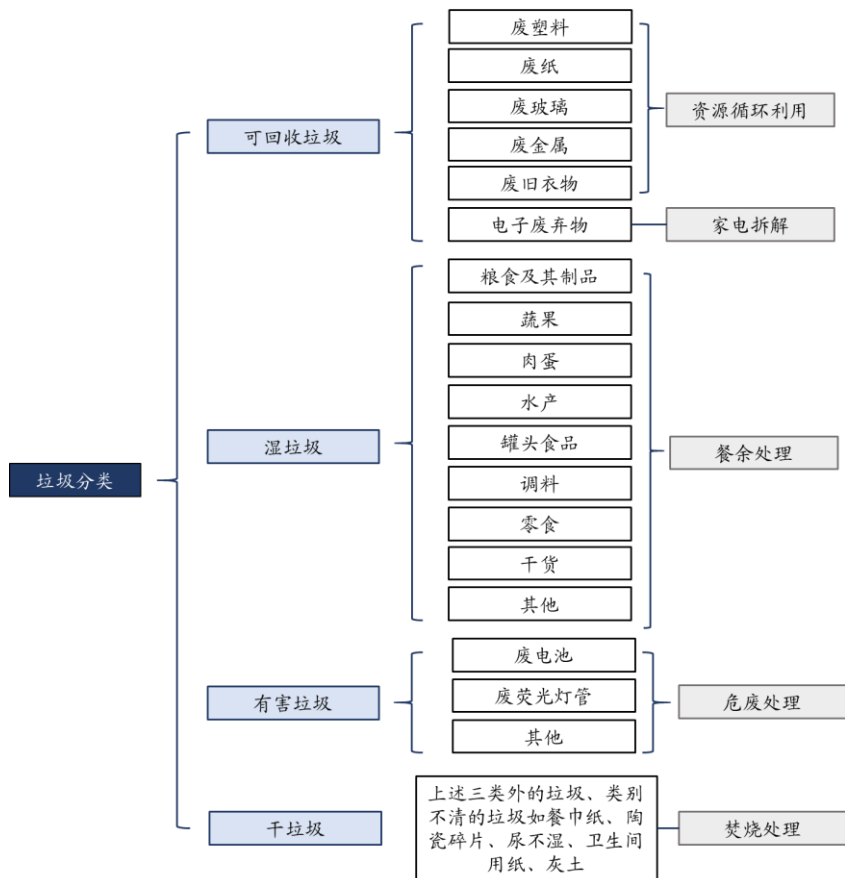 垃圾分类
可回收垃圾
废塑料
废纸
废玻璃
废金属
废旧衣物
电子废弃物
资源循环利用
家电拆解
湿垃圾
粮食及其制品
蔬果
肉蛋
水产
罐头食品
调料
零食
干货
其他
餐余处理
有害垃圾
废电池
废荧光灯管
其他
危废处理
干垃圾
上述三类外的垃圾、类别
不清的垃圾如餐巾纸、陶
瓷碎片、尿不湿、卫生间
用纸、灰土
焚烧处理